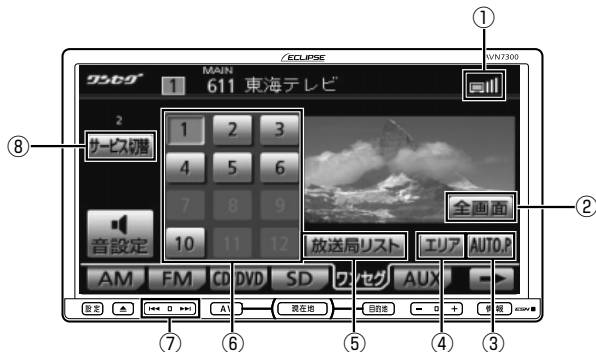 ①
ECLIPSE AVN7300
ワンセグ 1 MAIN 611 東海テレビ
2
⑧ サービス切替
1 2 3
4 5 6
7 8 9
10 11 12
全画面 ②
音設定
放送局リスト エリア AUTO.P
AM FM CD/DVD SD ワンセグ AUX
設定 AV 現在地 目的地 − + 情報 ESN
⑦ ⑥ ⑤ ④ ③